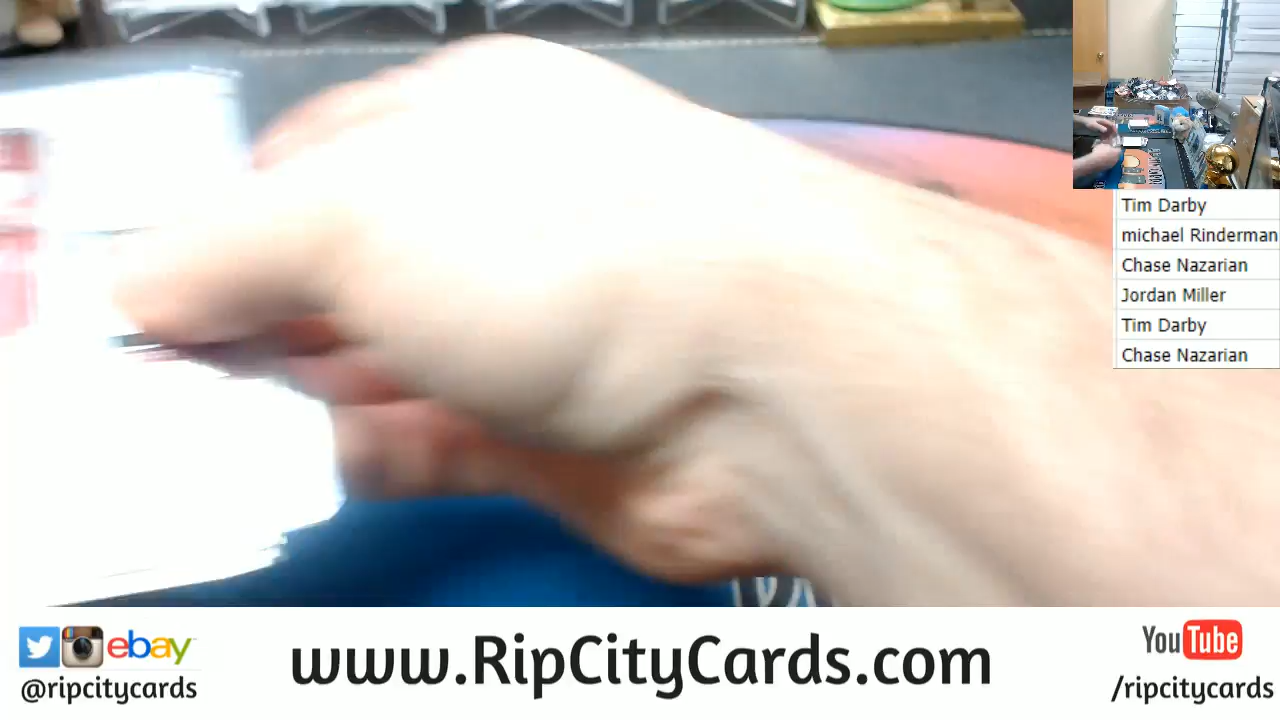 Tim Darby
michael Rinderman
Chase Nazarian
Jordan Miller
Tim Darby
Chase Nazarian
ebay
@ripcitycards
www.RipCityCards.com
YouTube
/ripcitycards